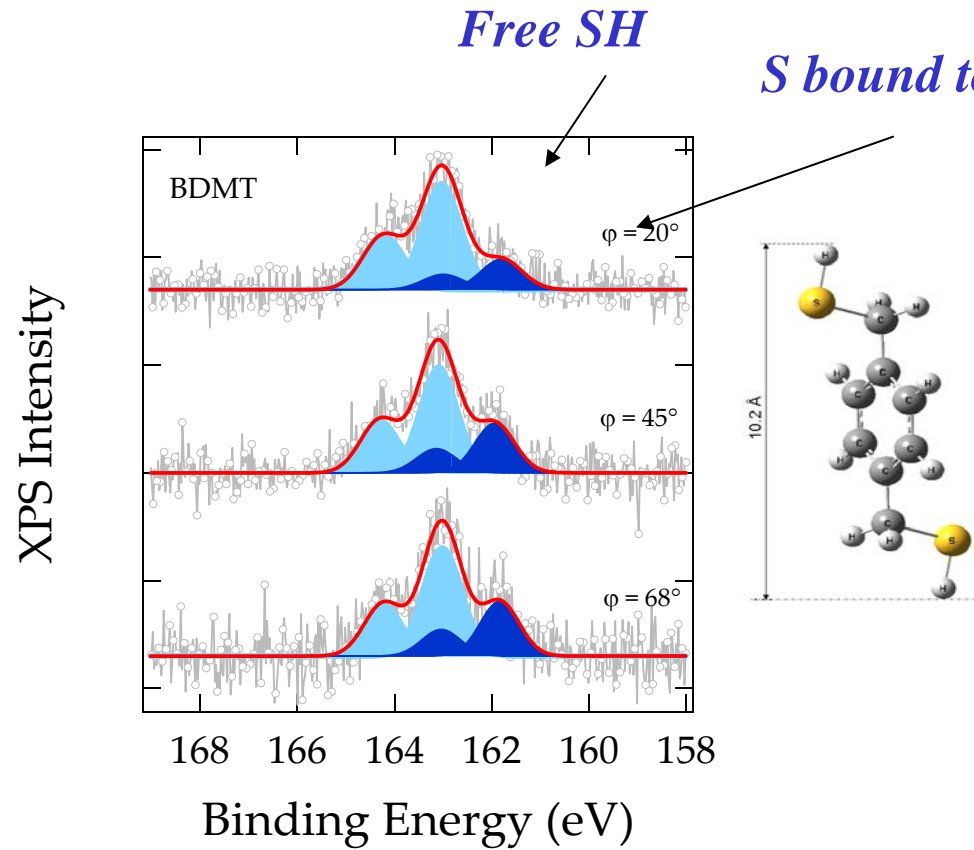 Free SH
S bound to
BDMT
φ = 20°
φ = 45°
φ = 68°
XPS Intensity
168 166 164 162 160 158
Binding Energy (eV)
10.2 Å
H
S
H
C
H
H
C
H
C
C
C
C
H
C
H
H
C
H
H
S
H